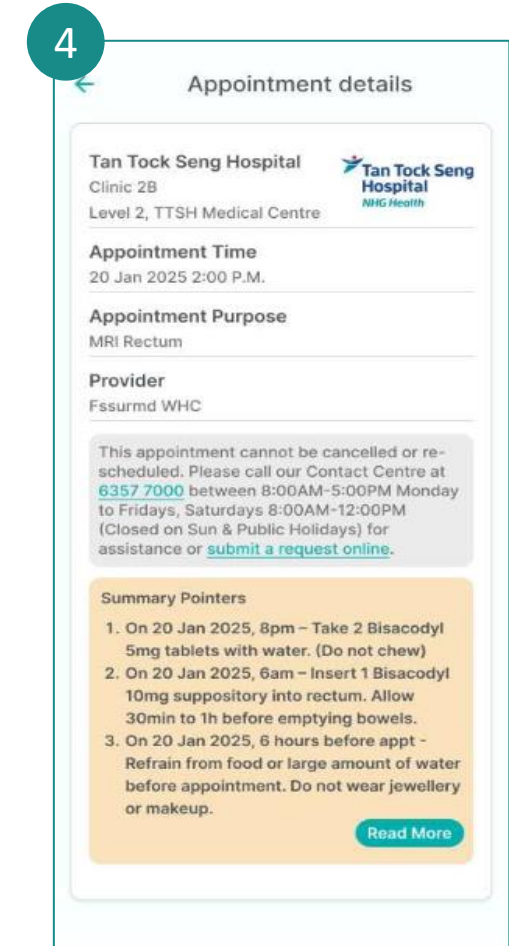 4
Appointment details
Tan Tock Seng Hospital
Clinic 2B
Level 2, TTSH Medical Centre
Tan Tock Seng
Hospital
NHG Health
Appointment Time
20 Jan 2025 2:00 P.M.
Appointment Purpose
MRI Rectum
Provider
Fssurmd WHC
This appointment cannot be cancelled or re-
scheduled. Please call our Contact Centre at
6357 7000 between 8:00AM-5:00PM Monday
to Fridays, Saturdays 8:00AM-12:00PM
(Closed on Sun & Public Holidays) for
assistance or submit a request online.
Summary Pointers
1. On 20 Jan 2025, 8pm – Take 2 Bisacodyl
5mg tablets with water. (Do not chew)
2. On 20 Jan 2025, 6am – Insert 1 Bisacodyl
10mg suppository into rectum. Allow
30min to 1h before emptying bowels.
3. On 20 Jan 2025, 6 hours before appt -
Refrain from food or large amount of water
before appointment. Do not wear jewellery
or makeup.
Read More